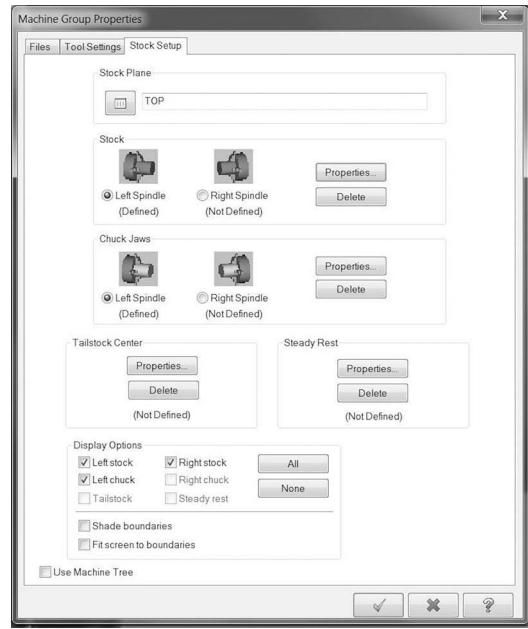 Machine Group Properties
Files Tool Settings Stock Setup
Stock Plane
TOP
Stock
Left Spindle Right Spindle
(Defined) (Not Defined)
Properties...
Delete
Chuck Jaws
Left Spindle Right Spindle
(Defined) (Not Defined)
Properties...
Delete
Tailstock Center
Properties...
Delete
(Not Defined)
Steady Rest
Properties...
Delete
(Not Defined)
Display Options
Left stock Right stock All
Left chuck Right chuck None
Tailstock Steady rest
Shade boundaries
Fit screen to boundaries
Use Machine Tree